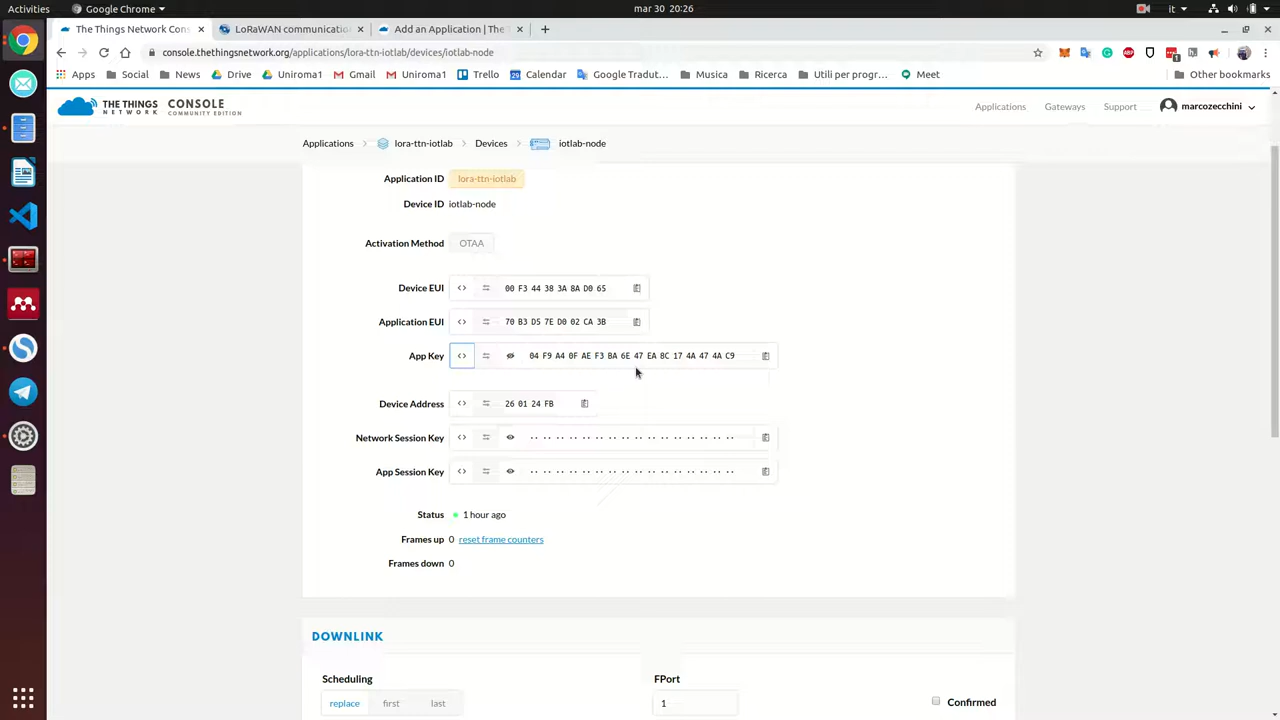 Activities
Google Chrome
mar 30 20:26
it
The Things Network Cons
LoRaWAN communication
Add an Application | The
console.thethingsnetwork.org/applications/lora-ttn-iotlab/devices/iotlab-node
Apps Social News Drive Uniroma1 Gmail Uniroma1 Trello Calendar Google Tradut... Musica Ricerca Utili per progr... Meet Other bookmarks
THE THINGS NETWORK
CONSOLE
COMMUNITY EDITION
Applications Gateways Support marcozecchini
Applications lora-ttn-iotlab Devices iotlab-node
Application ID lora-ttn-iotlab
Device ID iotlab-node
Activation Method OTAA
Device EUI <> 00 F3 44 38 3A 8A D0 65
Application EUI <> 70 B3 D5 7E D0 02 CA 3B
App Key <> 04 F9 A4 0F AE F3 BA 6E 47 EA 8C 17 4A 47 4A C9
Device Address <> 26 01 24 FB
Network Session Key <>
App Session Key <>
Status 1 hour ago
Frames up 0 reset frame counters
Frames down 0
DOWNLINK
Scheduling FPort
replace first last 1 Confirmed